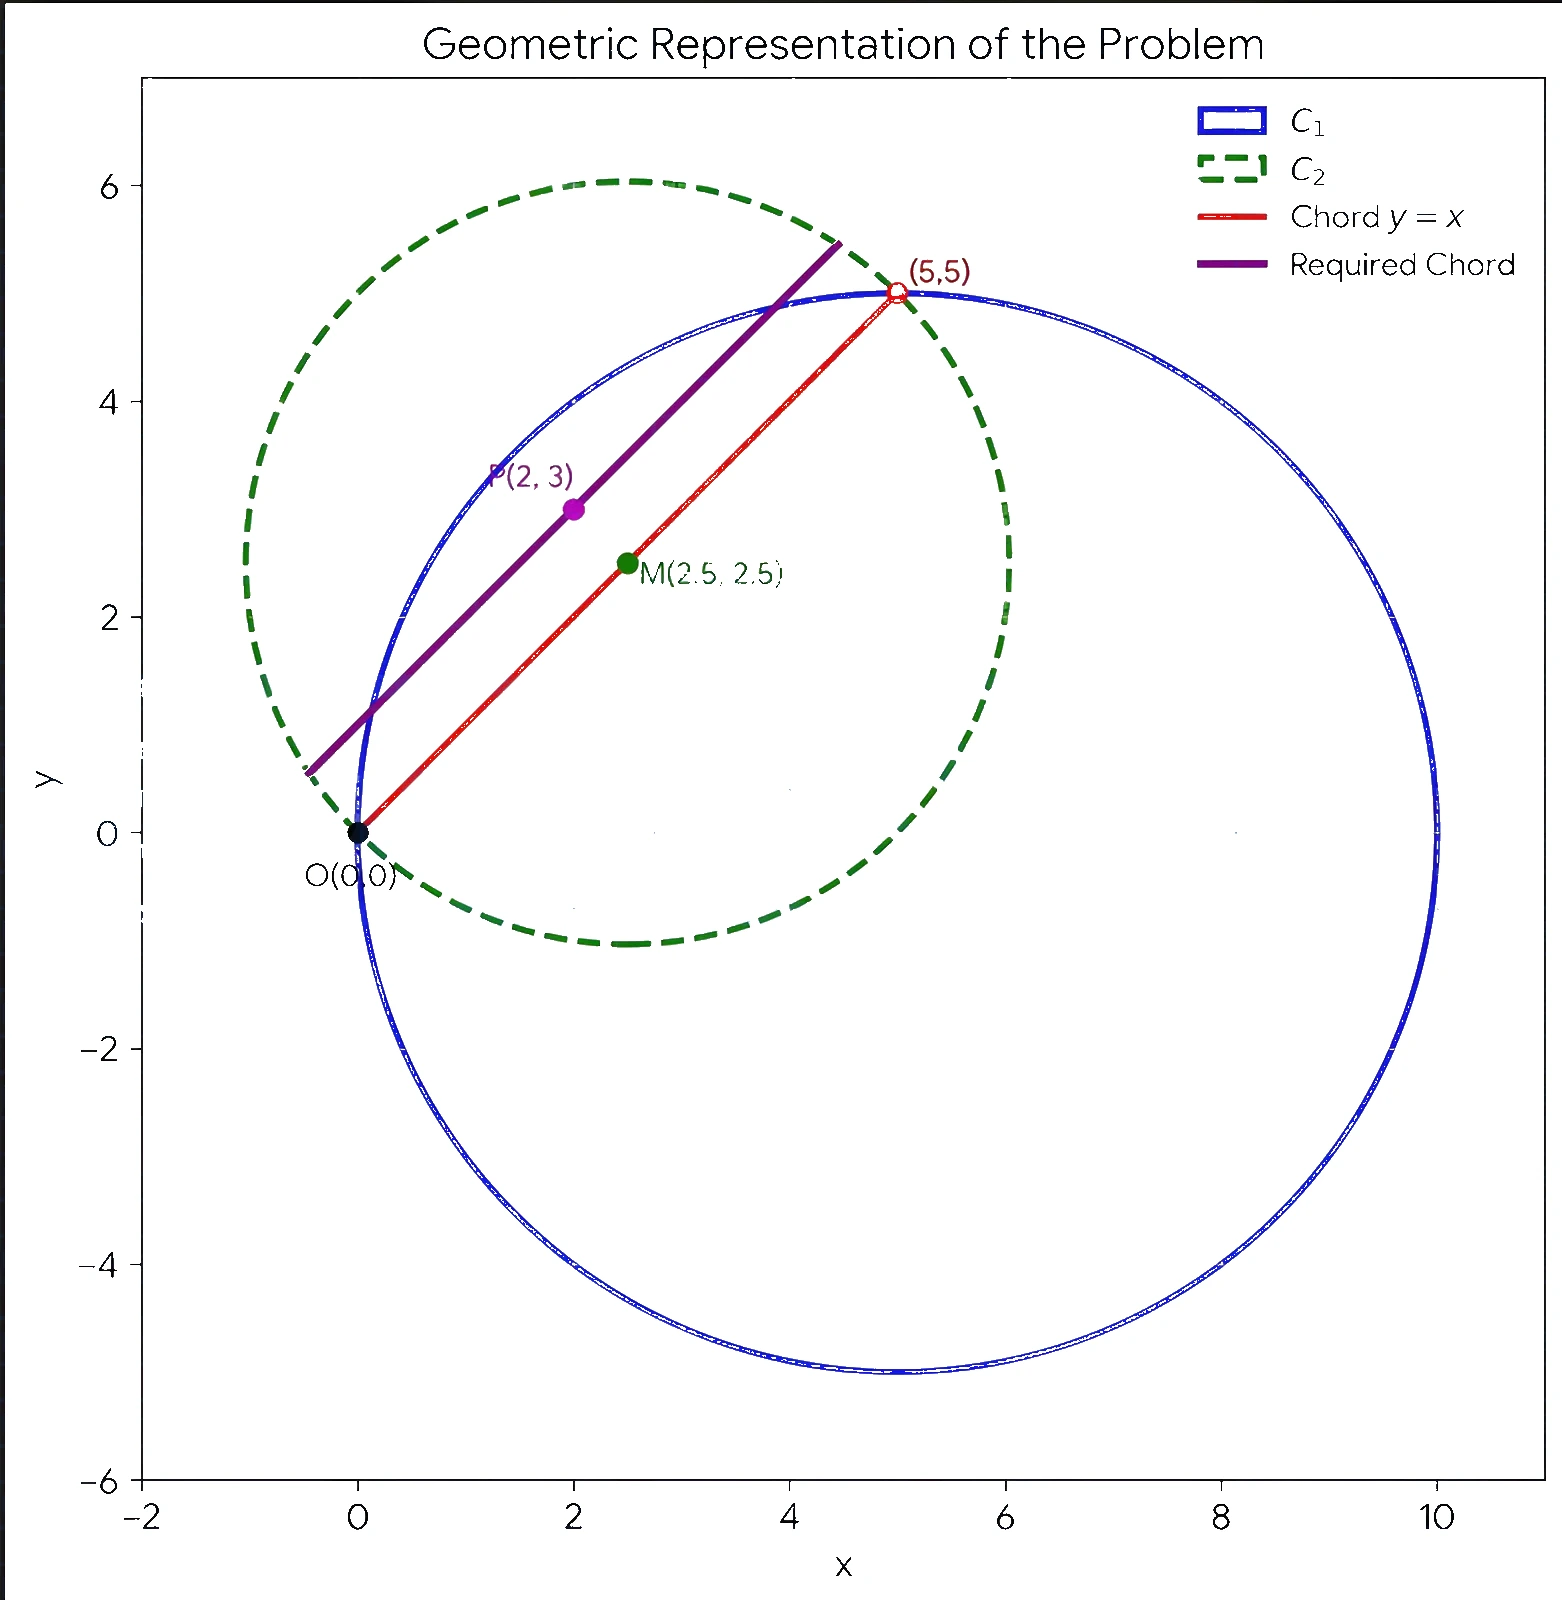 Geometric Representation of the Problem
C₁
C₂
Chord y = x
Required Chord
(5,5)
P(2, 3)
M(2.5, 2.5)
O(0,0)
y
6
4
2
0
−2
−4
−6
−2 0 2 4 6 8 10
x